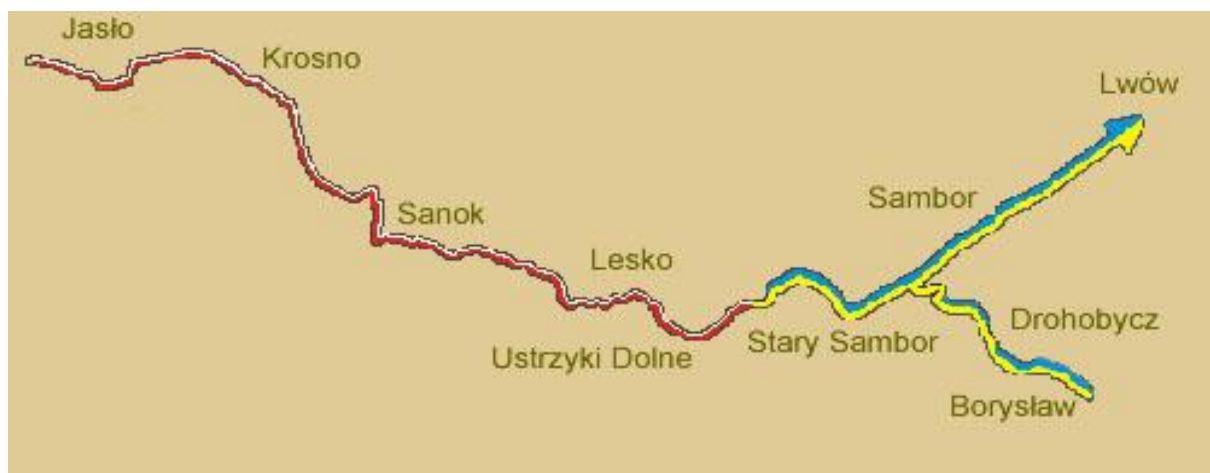 Jasło
Krosno
Lwów
Sambor
Sanok
Lesko
Drohobycz
Stary Sambor
Ustrzyki Dolne
Borysław